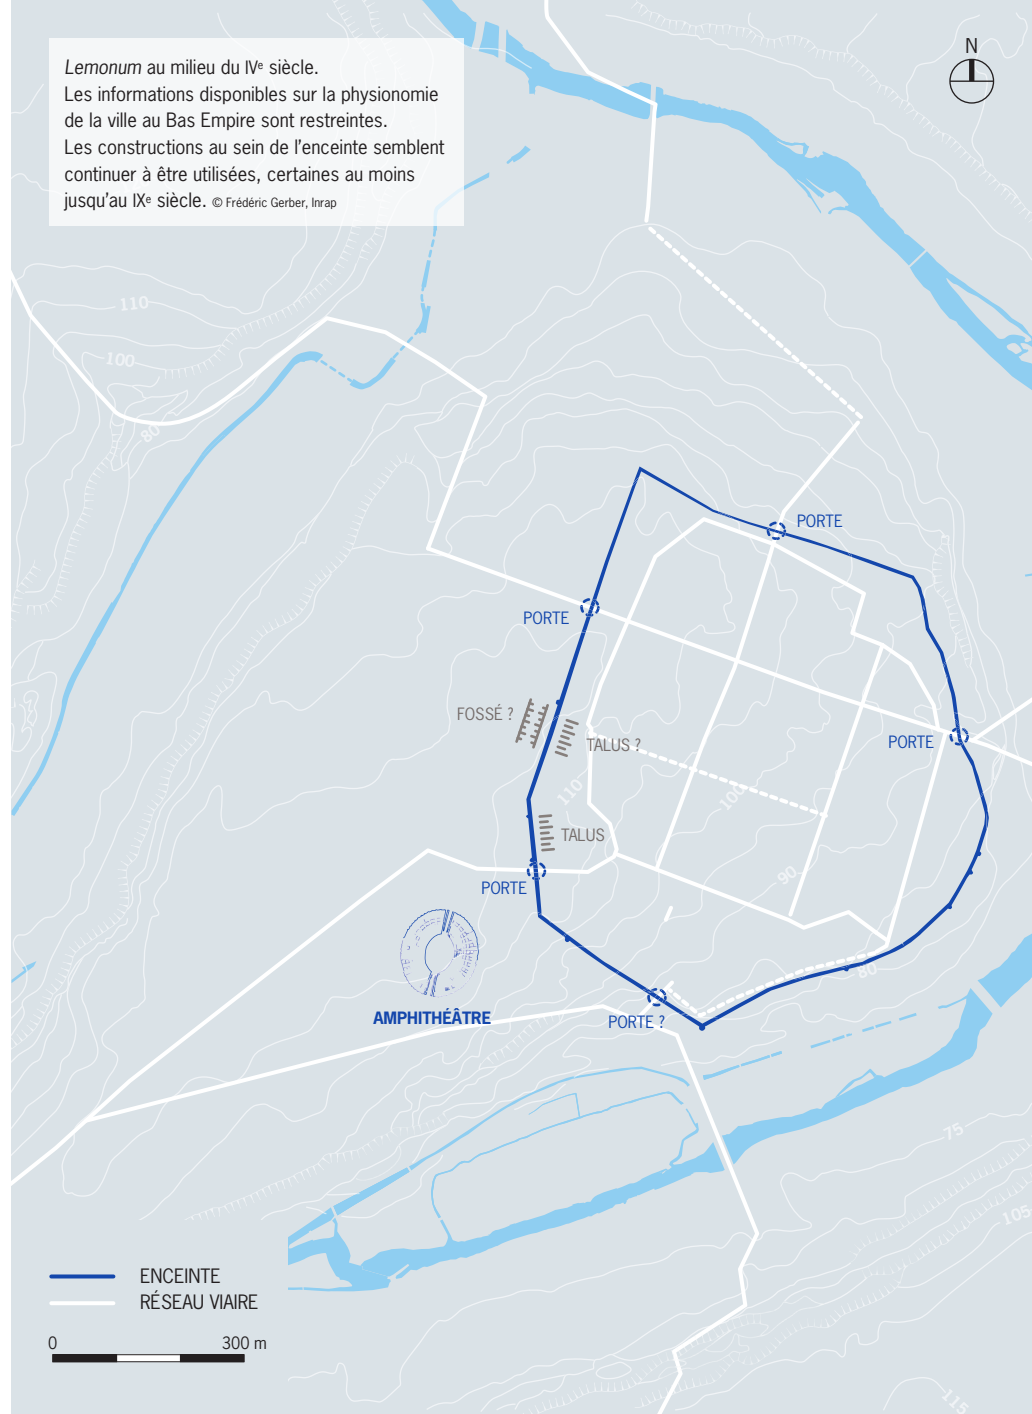 Lemonum au milieu du IVe siècle.
Les informations disponibles sur la physionomie
de la ville au Bas Empire sont restreintes.
Les constructions au sein de l'enceinte semblent
continuer à être utilisées, certaines au moins
jusqu'au IXe siècle. © Frédéric Gerber, Inrap
N
110
100
80
PORTE
PORTE
FOSSÉ ?
TALUS ?
PORTE
110
100
TALUS
90
PORTE
80
AMPHITHÉÂTRE
PORTE ?
75
105
ENCEINTE
RÉSEAU VIAIRE
0 300 m
115